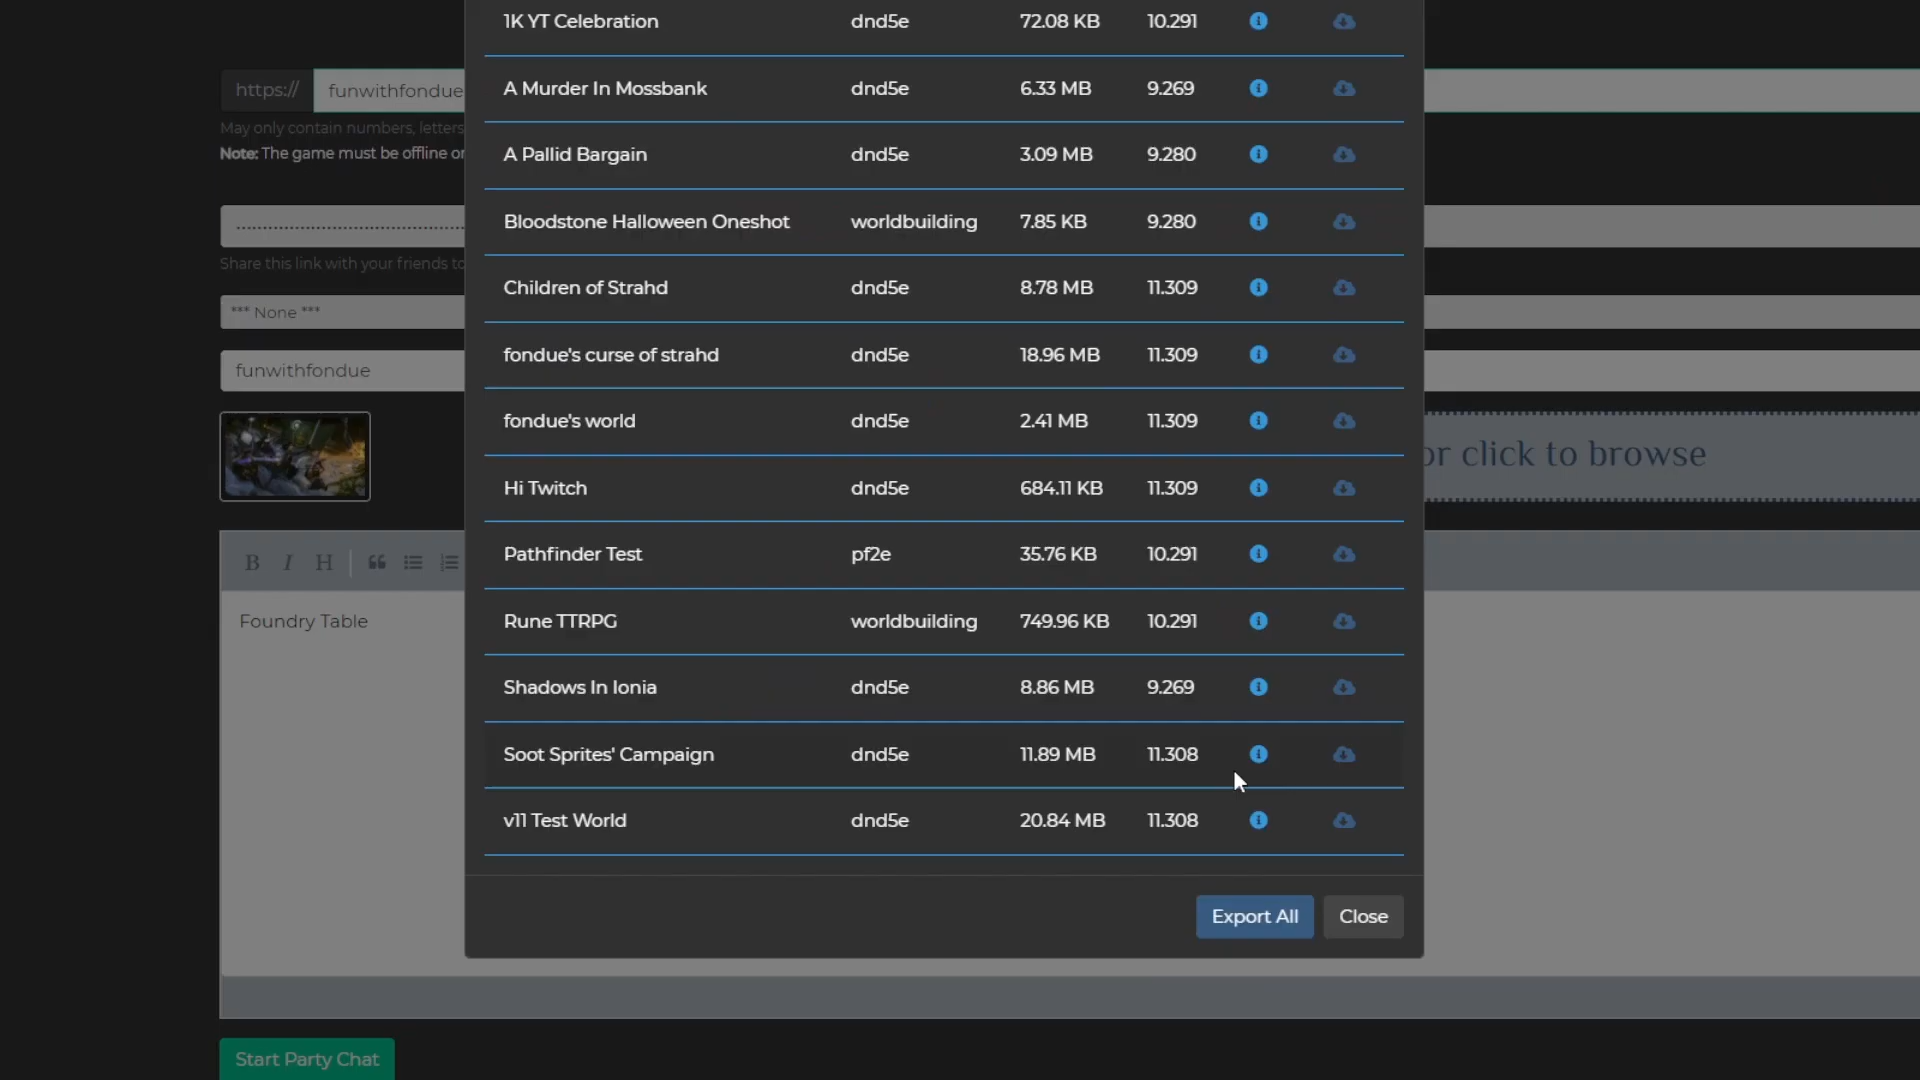 1K YT Celebration dnd5e 72.08 KB 10.291
https:// funwithfondue
A Murder In Mossbank dnd5e 6.33 MB 9.269
May only contain numbers, letters
Note: The game must be offline or
A Pallid Bargain dnd5e 3.09 MB 9.280
Bloodstone Halloween Oneshot worldbuilding 7.85 KB 9.280
Share this link with your friends to
Children of Strahd dnd5e 8.78 MB 11.309
*** None ***
fondue's curse of strahd dnd5e 18.96 MB 11.309
funwithfondue
fondue's world dnd5e 2.41 MB 11.309
or click to browse
Hi Twitch dnd5e 684.11 KB 11.309
B I H
Pathfinder Test pf2e 35.76 KB 10.291
Foundry Table
Rune TTRPG worldbuilding 749.96 KB 10.291
Shadows In Ionia dnd5e 8.86 MB 9.269
Soot Sprites' Campaign dnd5e 11.89 MB 11.308
v11 Test World dnd5e 20.84 MB 11.308
Export All Close
Start Party Chat